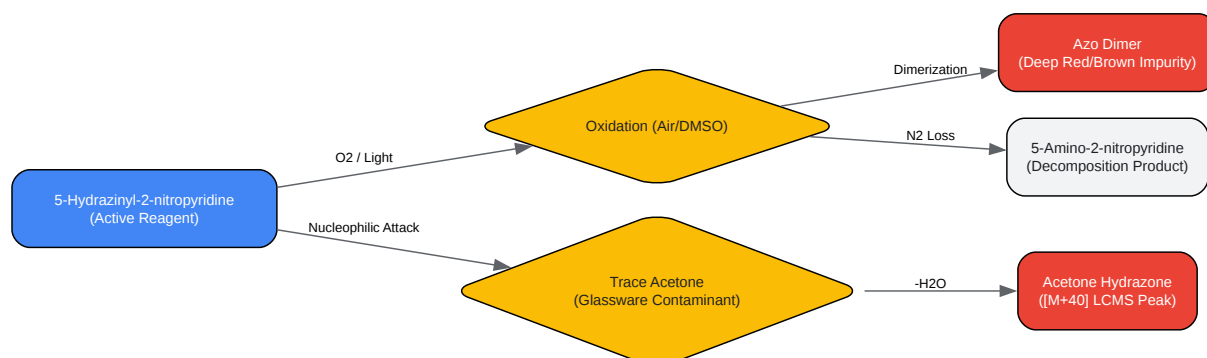 Azo Dimer
(Deep Red/Brown Impurity)
Dimerization
Oxidation (Air/DMSO)
N2 Loss
5-Amino-2-nitropyridine
(Decomposition Product)
O2 / Light
5-Hydrazinyl-2-nitropyridine
(Active Reagent)
Nucleophilic Attack
Trace Acetone
(Glassware Contaminant)
-H2O
Acetone Hydrazone
([M+40] LCMS Peak)